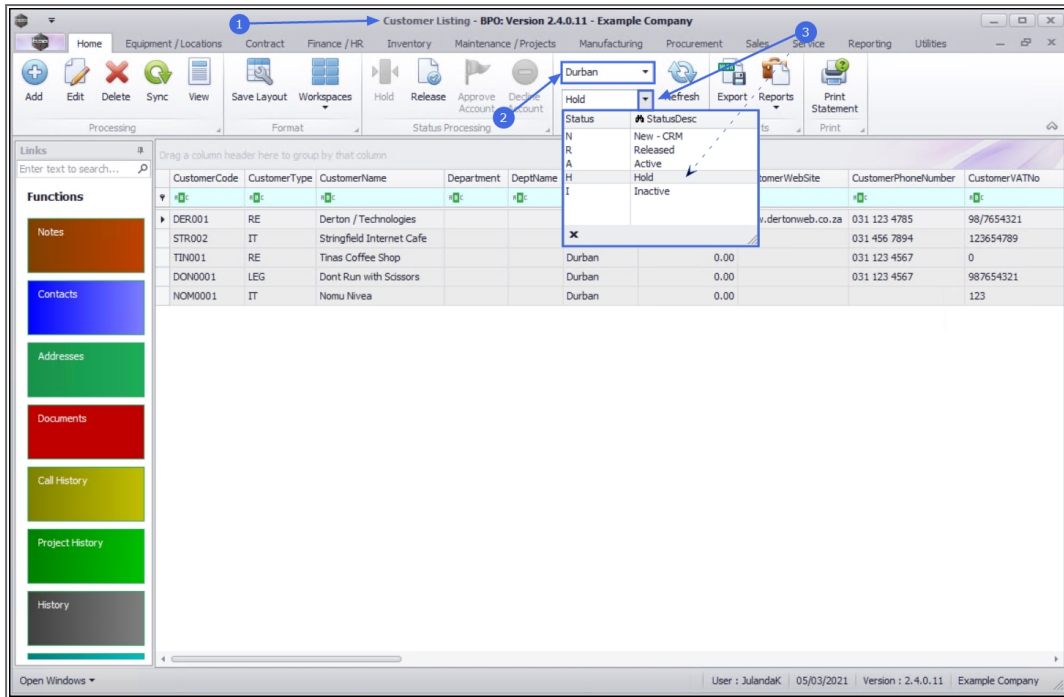 Customer Listing - BPO: Version 2.4.0.11 - Example Company
1
3
Home Equipment / Locations Contract Finance / HR Inventory Maintenance / Projects Manufacturing Procurement Sales Service Reporting Utilities
Add Edit Delete Sync View Save Layout Workspaces Hold Release Approve Account Decline Account Refresh Export Reports Print Statement
Durban
Hold
2
Processing Format Status Processing ts Print
Status StatusDesc
N New - CRM
R Released
A Active
H Hold
I Inactive
Links
Enter text to search...
Functions
Notes
Contacts
Addresses
Documents
Call History
Project History
History
Drag a column header here to group by that column
CustomerCode CustomerType CustomerName Department DeptName tomerWebSite CustomerPhoneNumber CustomerVATNo
DER001 RE Derton / Technologies v.dertonweb.co.za 031 123 4785 98/7654321
STR002 IT Stringfield Internet Cafe 031 456 7894 123654789
TIN001 RE Tinas Coffee Shop Durban 0.00 031 123 4567 0
DON0001 LEG Dont Run with Scissors Durban 0.00 031 123 4567 987654321
NOM0001 IT Nomu Nivea Durban 0.00 123
Open Windows User : JulandaK 05/03/2021 Version : 2.4.0.11 Example Company